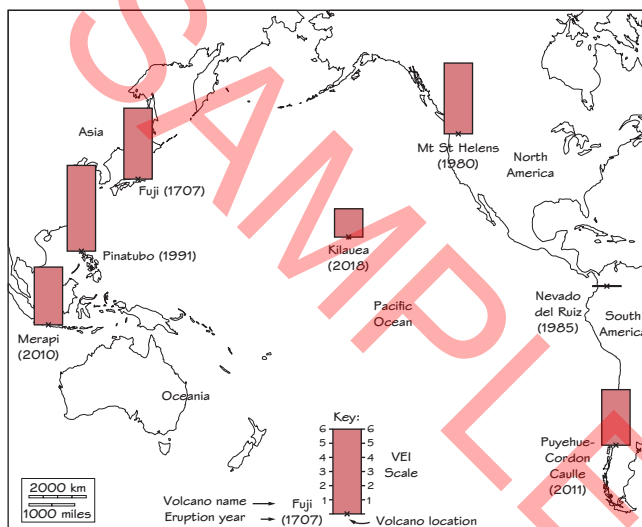 SAMPLE
Asia
Fuji (1707)
Pinatubo (1991)
Merapi
(2010)
Oceania
Kilauea
(2018)
Pacific
Ocean
Mt St Helens
(1980)
North
America
Nevado
del Ruiz
(1985)
South
America
Puyehue-
Cordon
Caulle
(2011)
Key:
6 6
5 5
4 4
3 3
2 2
1 1
VEI
Scale
Volcano name
Eruption year
Fuji
(1707)
Volcano location
2000 km
1000 miles